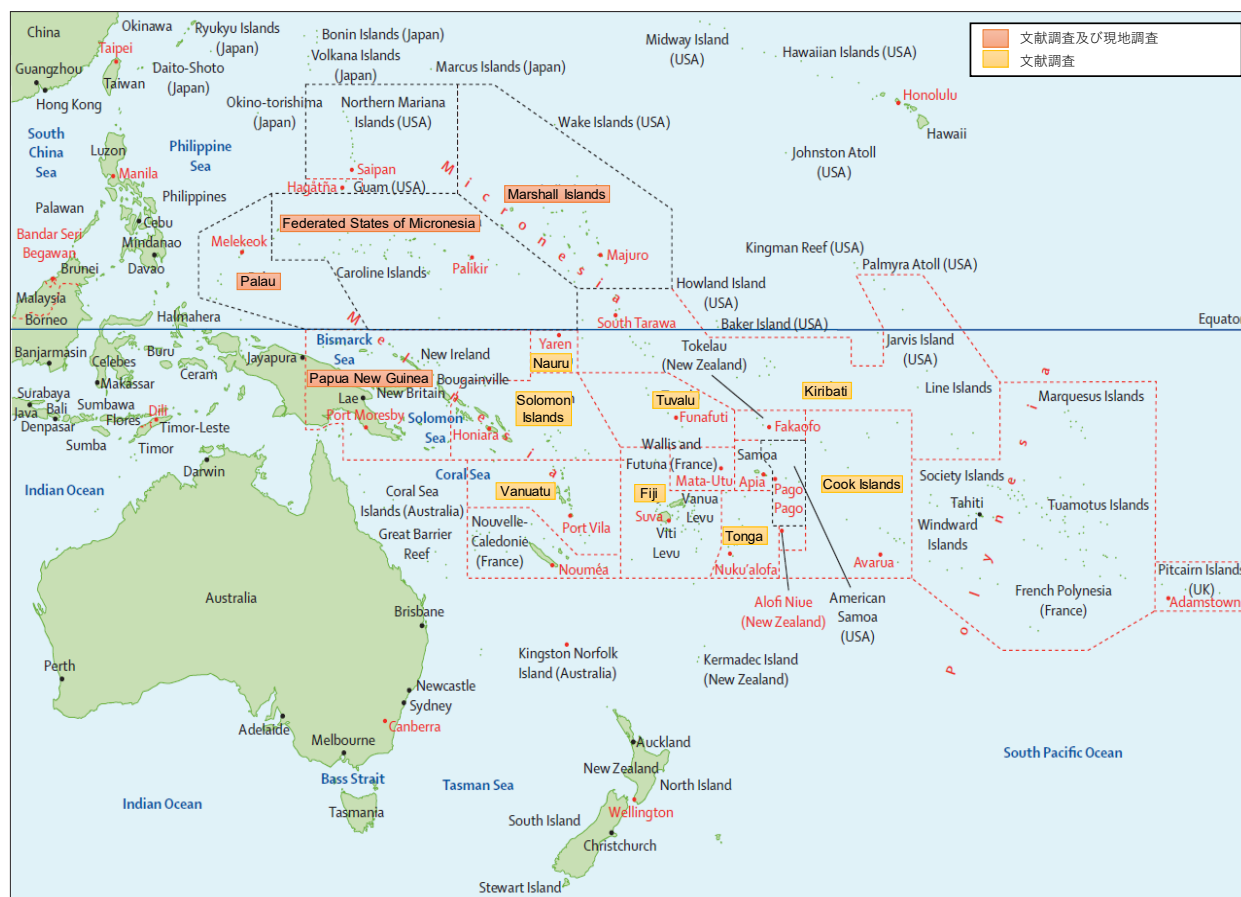 China
Okinawa
Ryukyu Islands
(Japan)
Bonin Islands (Japan)
Volkana Islands
(Japan)
Midway Island
(USA)
Hawaiian Islands (USA)
文献調査及び現地調査
文献調査
Taipei
Guangzhou
Taiwan
Daito-Shoto
(Japan)
Marcus Islands (Japan)
Hong Kong
Okino-torishima
(Japan)
Northern Mariana
Islands (USA)
Wake Islands (USA)
Honolulu
Hawaii
South
China
Sea
Luzon
Philippine
Sea
Johnston Atoll
(USA)
Manila
Saipan
Hagåtña
Guam (USA)
Micronesia
Marshall Islands
Palawan
Philippines
Cebu
Federated States of Micronesia
Bandar Seri
Begawan
Mindanao
Davao
Melekeok
Palikir
Majuro
Kingman Reef (USA)
Palmyra Atoll (USA)
Brunei
Palau
Caroline Islands
Howland Island
(USA)
Malaysia
Borneo
Halmahera
Melanesia
South Tarawa
Baker Island (USA)
Equator
Banjarmasin
Celebes
Buru
Ceram
Jayapura
Bismarck
Sea
New Ireland
Yaren
Nauru
Tokelau
(New Zealand)
Jarvis Island
(USA)
Makassar
Papua New Guinea
Bougainville
New Britain
Kiribati
Line Islands
Marquesus Islands
Surabaya
Java
Bali
Sumbawa
Denpasar
Flores
Dili
Timor-Leste
Sumba
Timor
Lae
Port Moresby
Solomon
Sea
Honiara
Solomon
Islands
Tuvalu
Funafuti
Fakaofo
Polynesia
Darwin
Wallis and
Futuna (France)
Mata-Utu
Samoa
Apia
Pago
Pago
Cook Islands
Society Islands
Tahiti
Windward
Islands
Tuamotus Islands
Indian Ocean
Coral Sea
Coral Sea
Islands (Australia)
Vanuatu
Port Vila
Fiji
Suva
Vanua
Levu
Viti
Levu
Great Barrier
Reef
Nouvelle-
Caledonie
(France)
Nouméa
Tonga
Nuku'alofa
Avarua
Pitcairn Islands
(UK)
Adamstown
Australia
Brisbane
Alofi Niue
(New Zealand)
American
Samoa
(USA)
French Polynesia
(France)
Perth
Kingston Norfolk
Island (Australia)
Kermadec Island
(New Zealand)
Newcastle
Sydney
Adelaide
Canberra
Melbourne
Auckland
South Pacific Ocean
Bass Strait
Tasman Sea
New Zealand
North Island
Indian Ocean
Tasmania
Wellington
South Island
Christchurch
Stewart Island